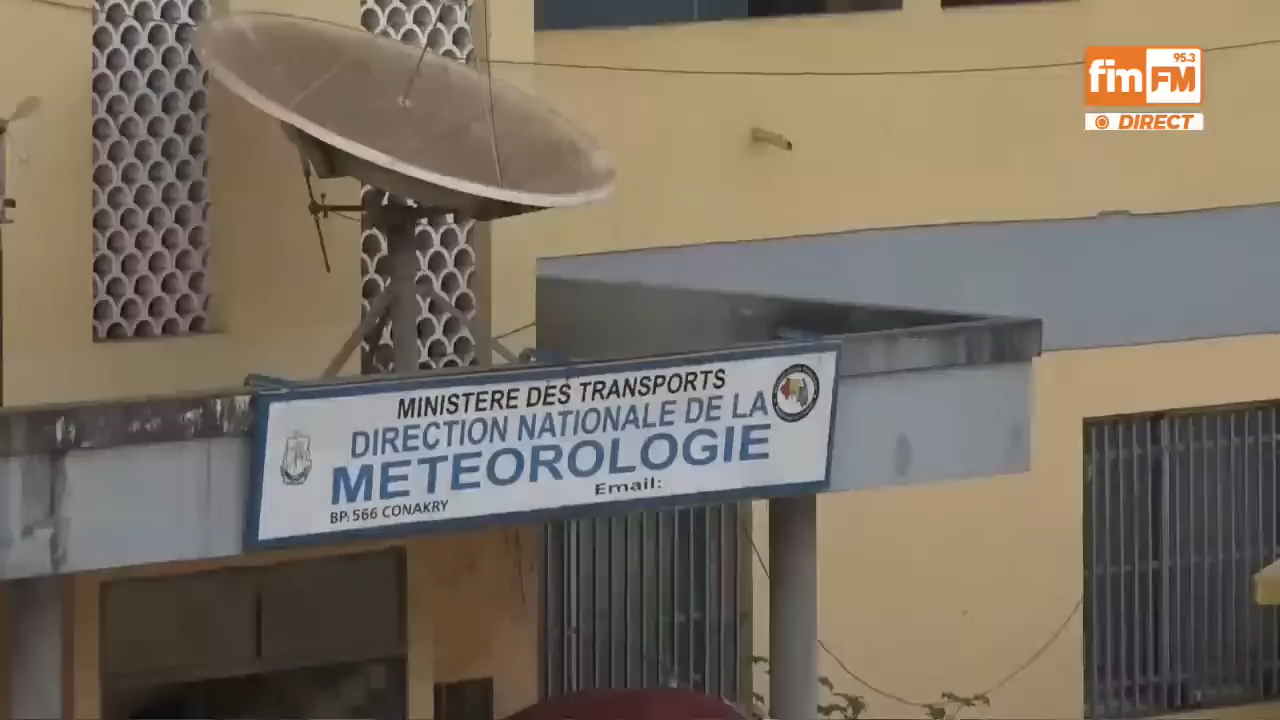 fim FM 95.3
DIRECT
MINISTERE DES TRANSPORTS
DIRECTION NATIONALE DE LA
METEOROLOGIE
Email:
BP: 566 CONAKRY